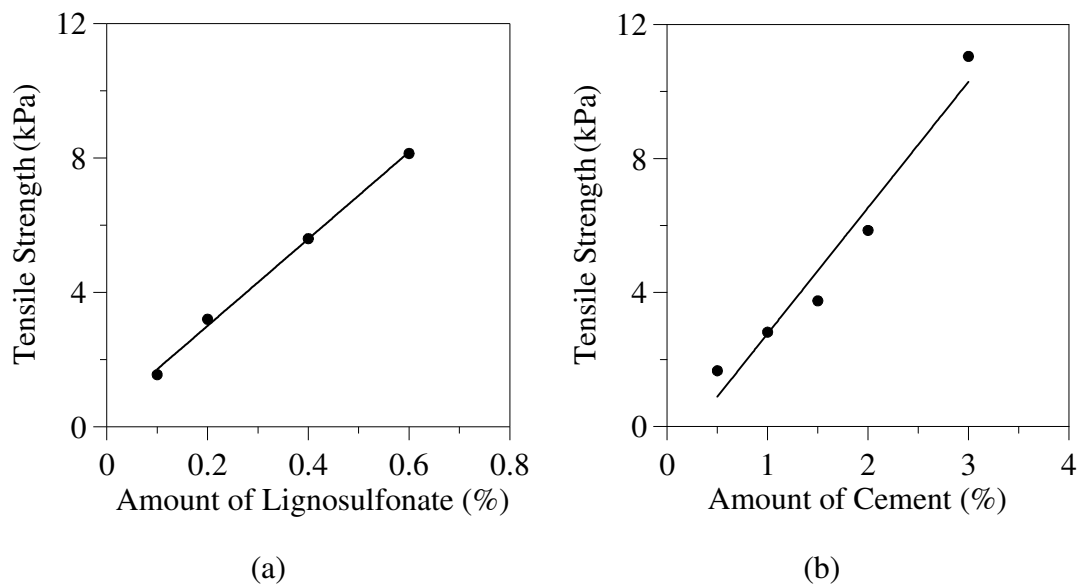 12
8
4
0
Tensile Strength (kPa)
0 0.2 0.4 0.6 0.8
Amount of Lignosulfonate (%)
(a)
12
8
4
0
Tensile Strength (kPa)
0 1 2 3 4
Amount of Cement (%)
(b)